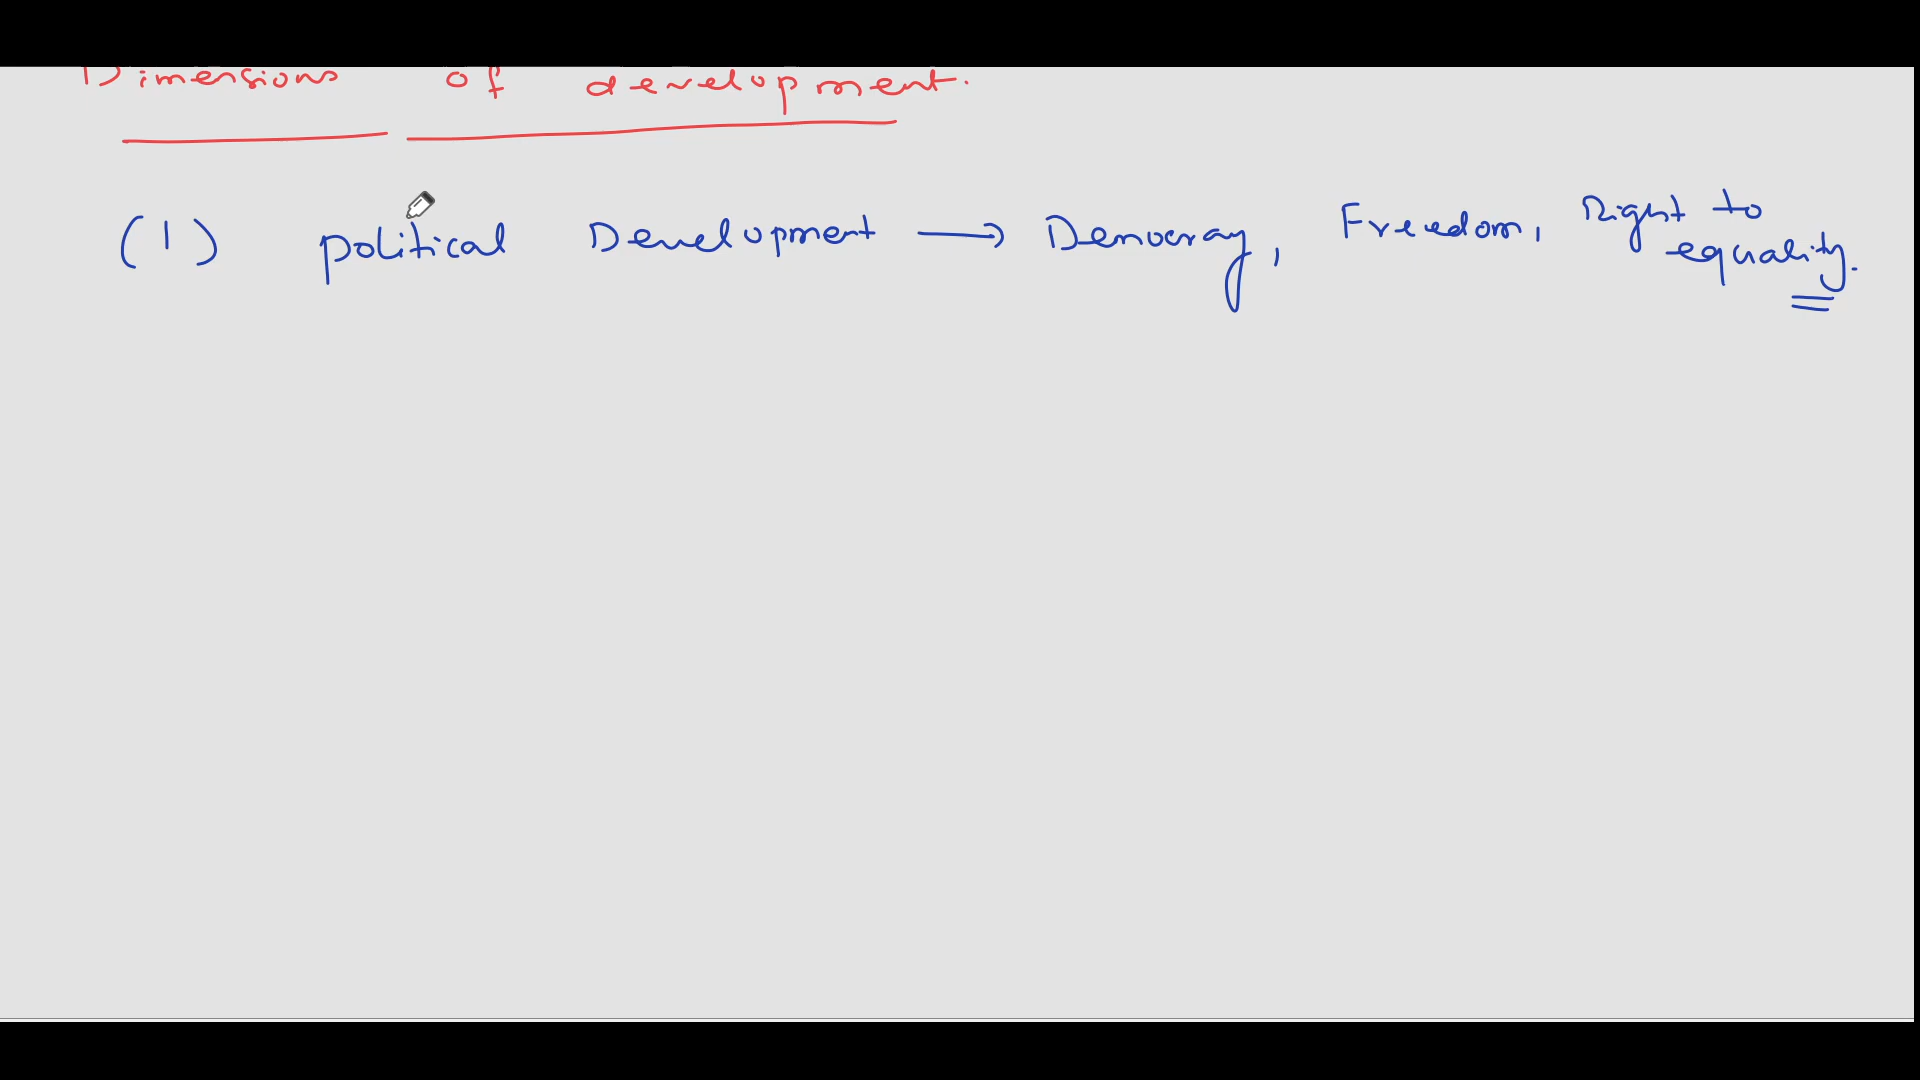 Dimensions of development.
(1) political Development → Democracy, Freedom, Right to
equality.